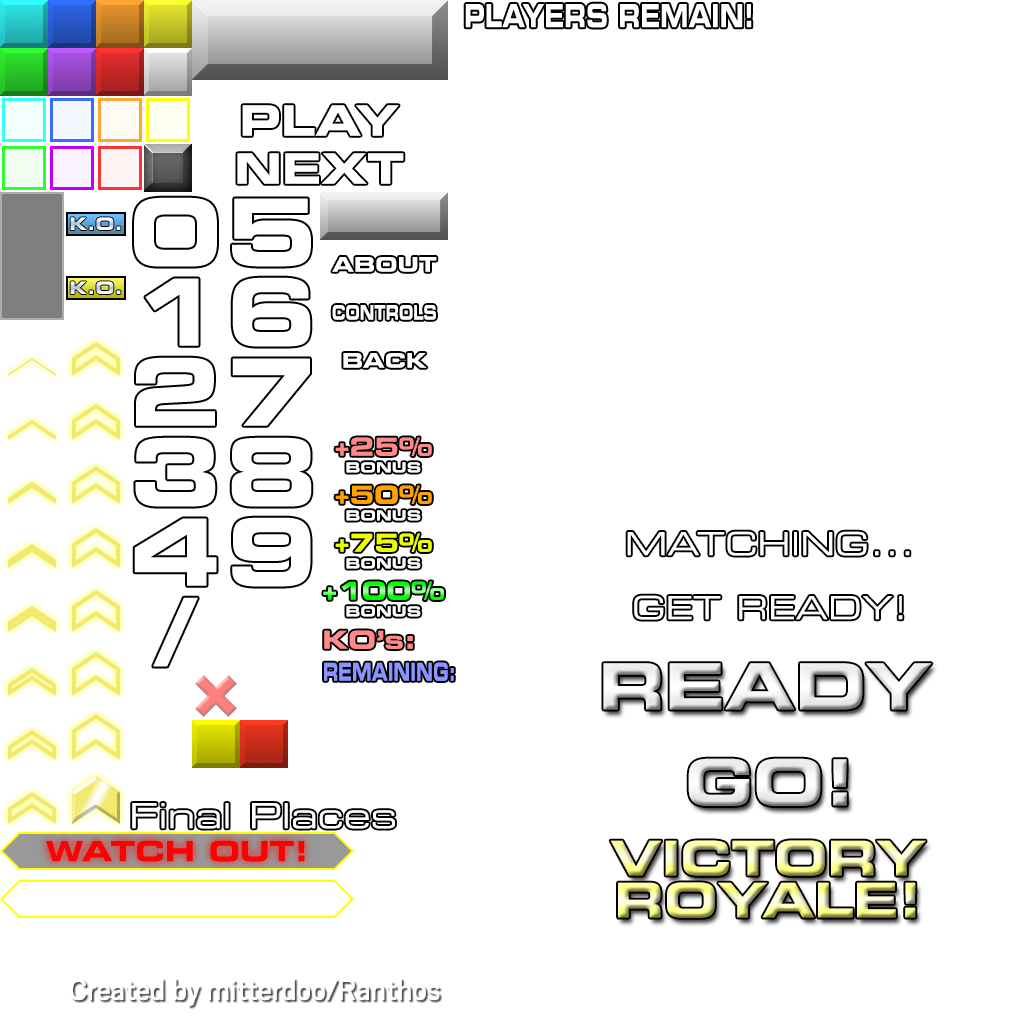 PLAYERS REMAIN!
PLAY
NEXT
K.O.
K.O.
0 5
1 6
2 7
3 8
4 9
/
ABOUT
CONTROLS
BACK
+25%
BONUS
+50%
BONUS
+75%
BONUS
+100%
BONUS
KO's:
REMAINING:
Final Places
WATCH OUT!
MATCHING...
GET READY!
READY
GO!
VICTORY
ROYALE!
Created by mitterdoo/Ranthos